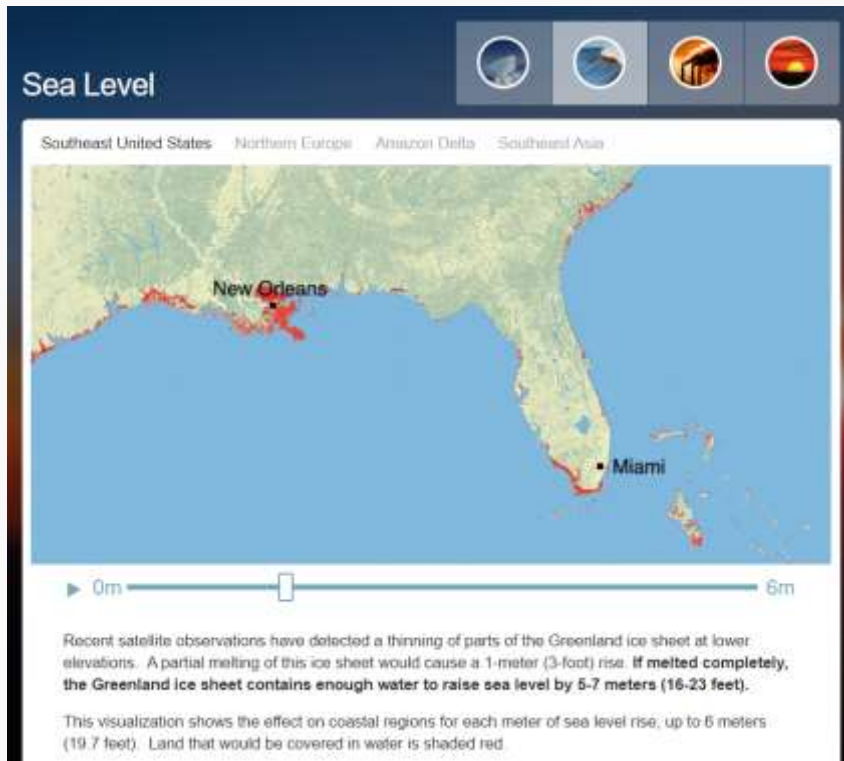 Sea Level
Southeast United States Northern Europe Amazon Delta Southeast Asia
New Orleans
Miami
0m 6m
Recent satellite observations have detected a thinning of parts of the Greenland ice sheet at lower
elevations. A partial melting of this ice sheet would cause a 1-meter (3-foot) rise. If melted completely,
the Greenland ice sheet contains enough water to raise sea level by 5-7 meters (16-23 feet).
This visualization shows the effect on coastal regions for each meter of sea level rise, up to 6 meters
(19.7 feet). Land that would be covered in water is shaded red.